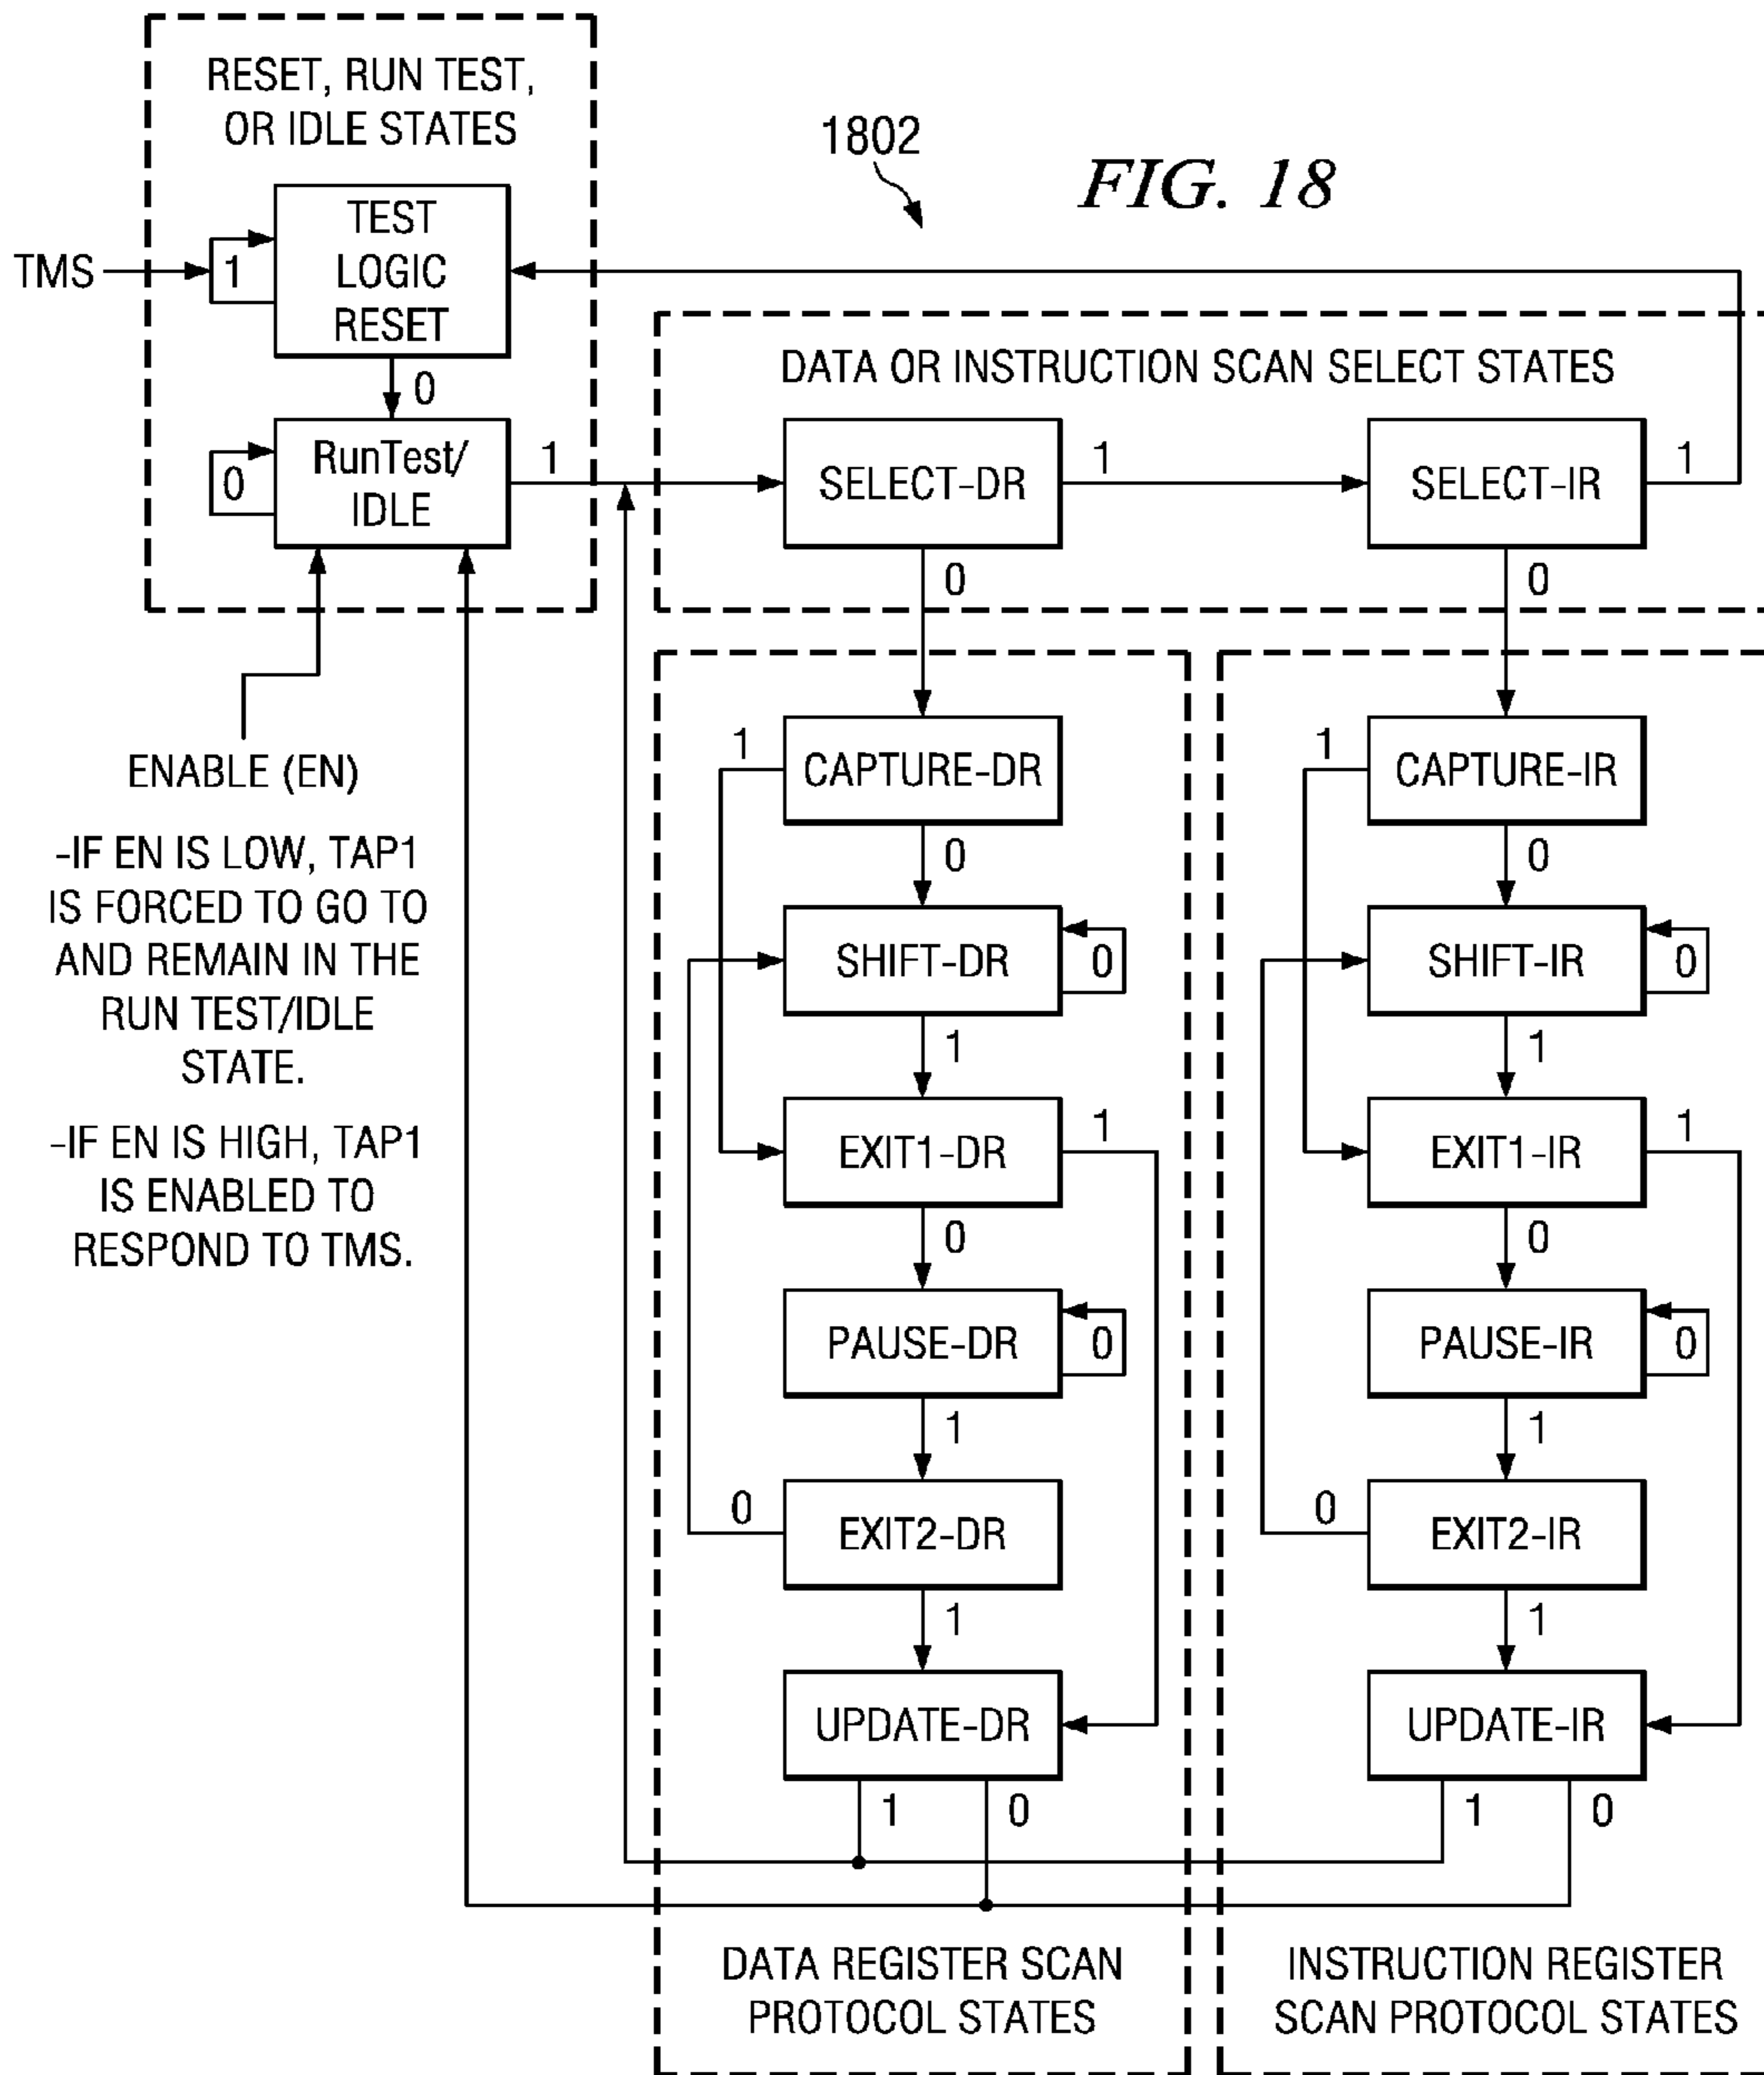 RESET, RUN TEST,
OR IDLE STATES
1802
FIG. 18
TMS
1
TEST
LOGIC
RESET
0
DATA OR INSTRUCTION SCAN SELECT STATES
0
RunTest/
IDLE
1
SELECT-DR
1
SELECT-IR
1
0
0
ENABLE (EN)
-IF EN IS LOW, TAP1
IS FORCED TO GO TO
AND REMAIN IN THE
RUN TEST/IDLE
STATE.
-IF EN IS HIGH, TAP1
IS ENABLED TO
RESPOND TO TMS.
1
CAPTURE-DR
0
SHIFT-DR
0
1
EXIT1-DR
1
0
PAUSE-DR
0
1
0
EXIT2-DR
1
UPDATE-DR
1
0
DATA REGISTER SCAN
PROTOCOL STATES
1
CAPTURE-IR
0
SHIFT-IR
0
1
EXIT1-IR
1
0
PAUSE-IR
0
1
0
EXIT2-IR
1
UPDATE-IR
1
0
INSTRUCTION REGISTER
SCAN PROTOCOL STATES